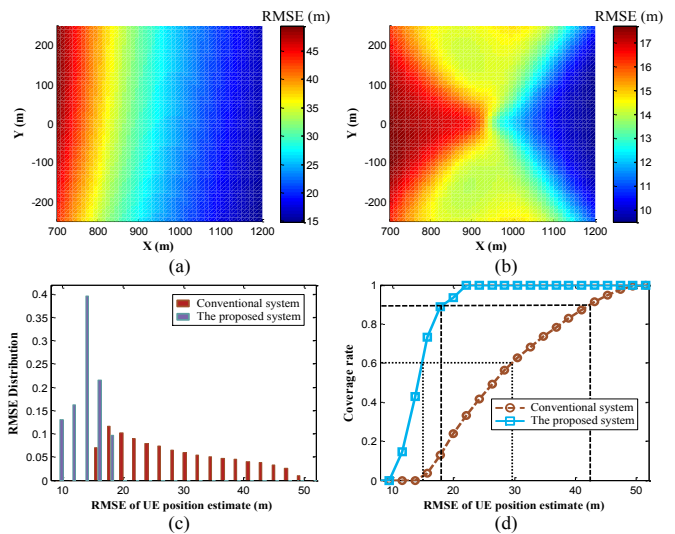 (a)
RMSE (m)
(b)
RMSE (m)
200
100
0
-100
-200
Y (m)
700 800 900 1000 1100 1200
X (m)
45
40
35
30
25
20
15
200
100
0
-100
-200
Y (m)
700 800 900 1000 1100 1200
X (m)
17
16
15
14
13
12
11
10
(a)
(b)
(c)
(d)
0.4
0.35
0.3
0.25
0.2
0.15
0.1
0.05
0
RMSE Distribution
Conventional system
The proposed system
10 20 30 40 50
RMSE of UE position estimate (m)
1
0.8
0.6
0.4
0.2
0
Coverage rate
Conventional system
The proposed system
10 20 30 40 50
RMSE of UE position estimate (m)
(c)
(d)